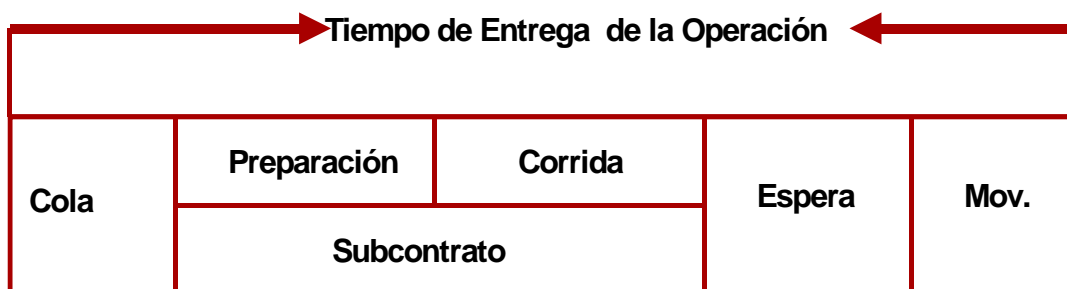 Tiempo de Entrega de la Operación
Preparación
Corrida
Cola
Espera
Mov.
Subcontrato